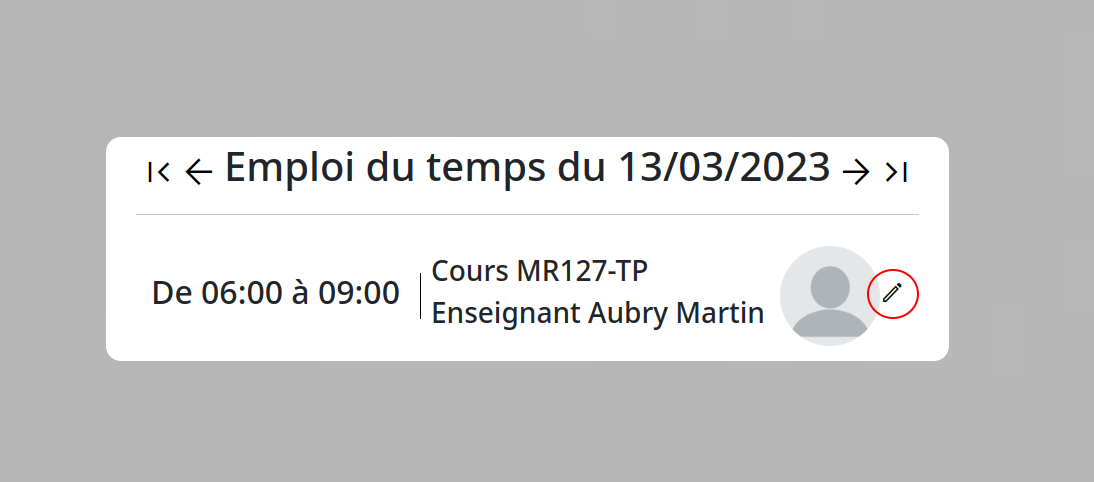 Emploi du temps du 13/03/2023
De 06:00 à 09:00
Cours MR127-TP
Enseignant Aubry Martin